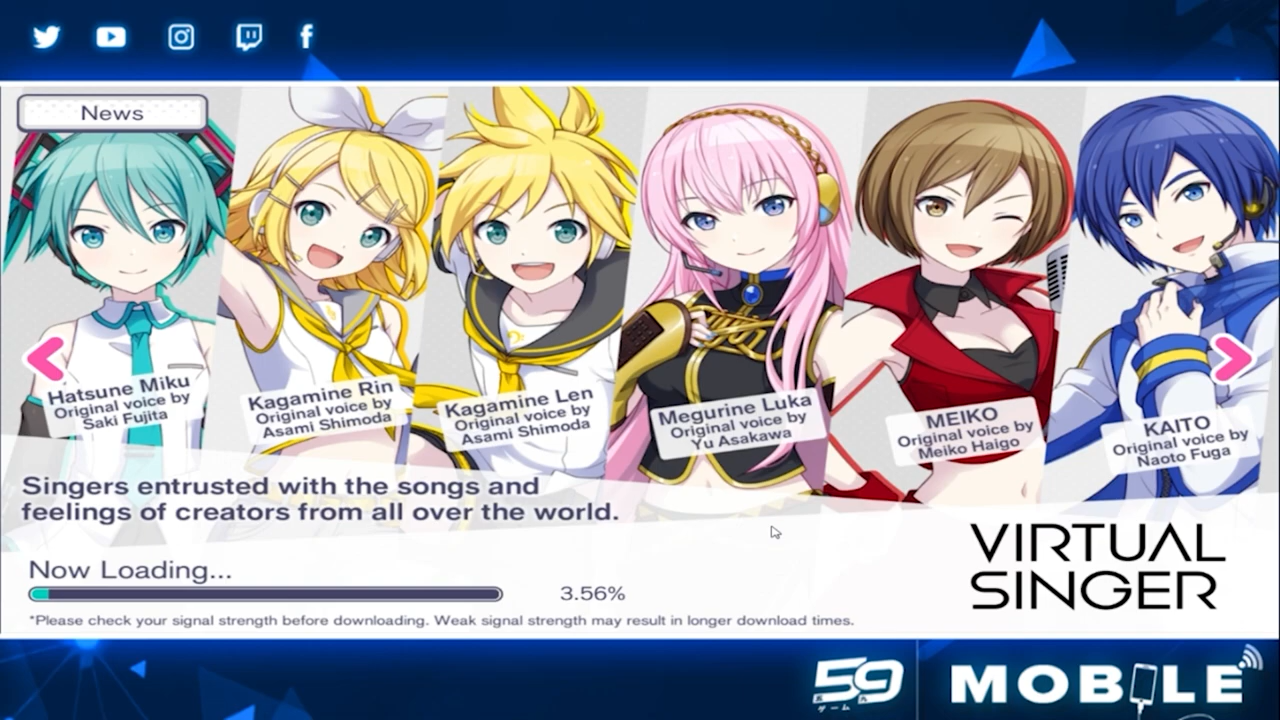 News
Hatsune Miku
Original voice by
Saki Fujita
Kagamine Rin
Original voice by
Asami Shimoda
Kagamine Len
Original voice by
Asami Shimoda
Megurine Luka
Original voice by
Yu Asakawa
MEIKO
Original voice by
Meiko Haigo
KAITO
Original voice by
Naoto Fuga
Singers entrusted with the songs and
feelings of creators from all over the world.
VIRTUAL
SINGER
Now Loading...
3.56%
*Please check your signal strength before downloading. Weak signal strength may result in longer download times.
59
ゲーム
MOBILE